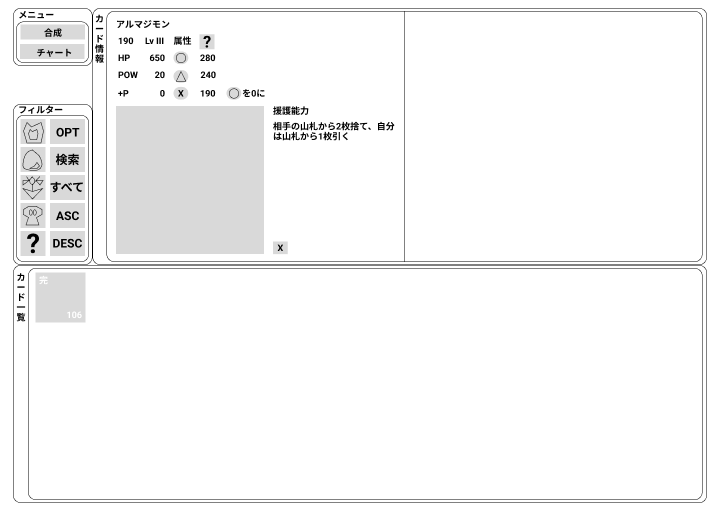 メニュー
合成
チャート
フィルター
OPT
検索
すべて
ASC
? DESC
カード情報
アルマジモン
190 Lv III 属性 ?
HP 650 ○ 280
POW 20 △ 240
+P 0 X 190 ○を0に
援護能力
相手の山札から2枚捨て、自分
は山札から1枚引く
X
カード一覧
完
106